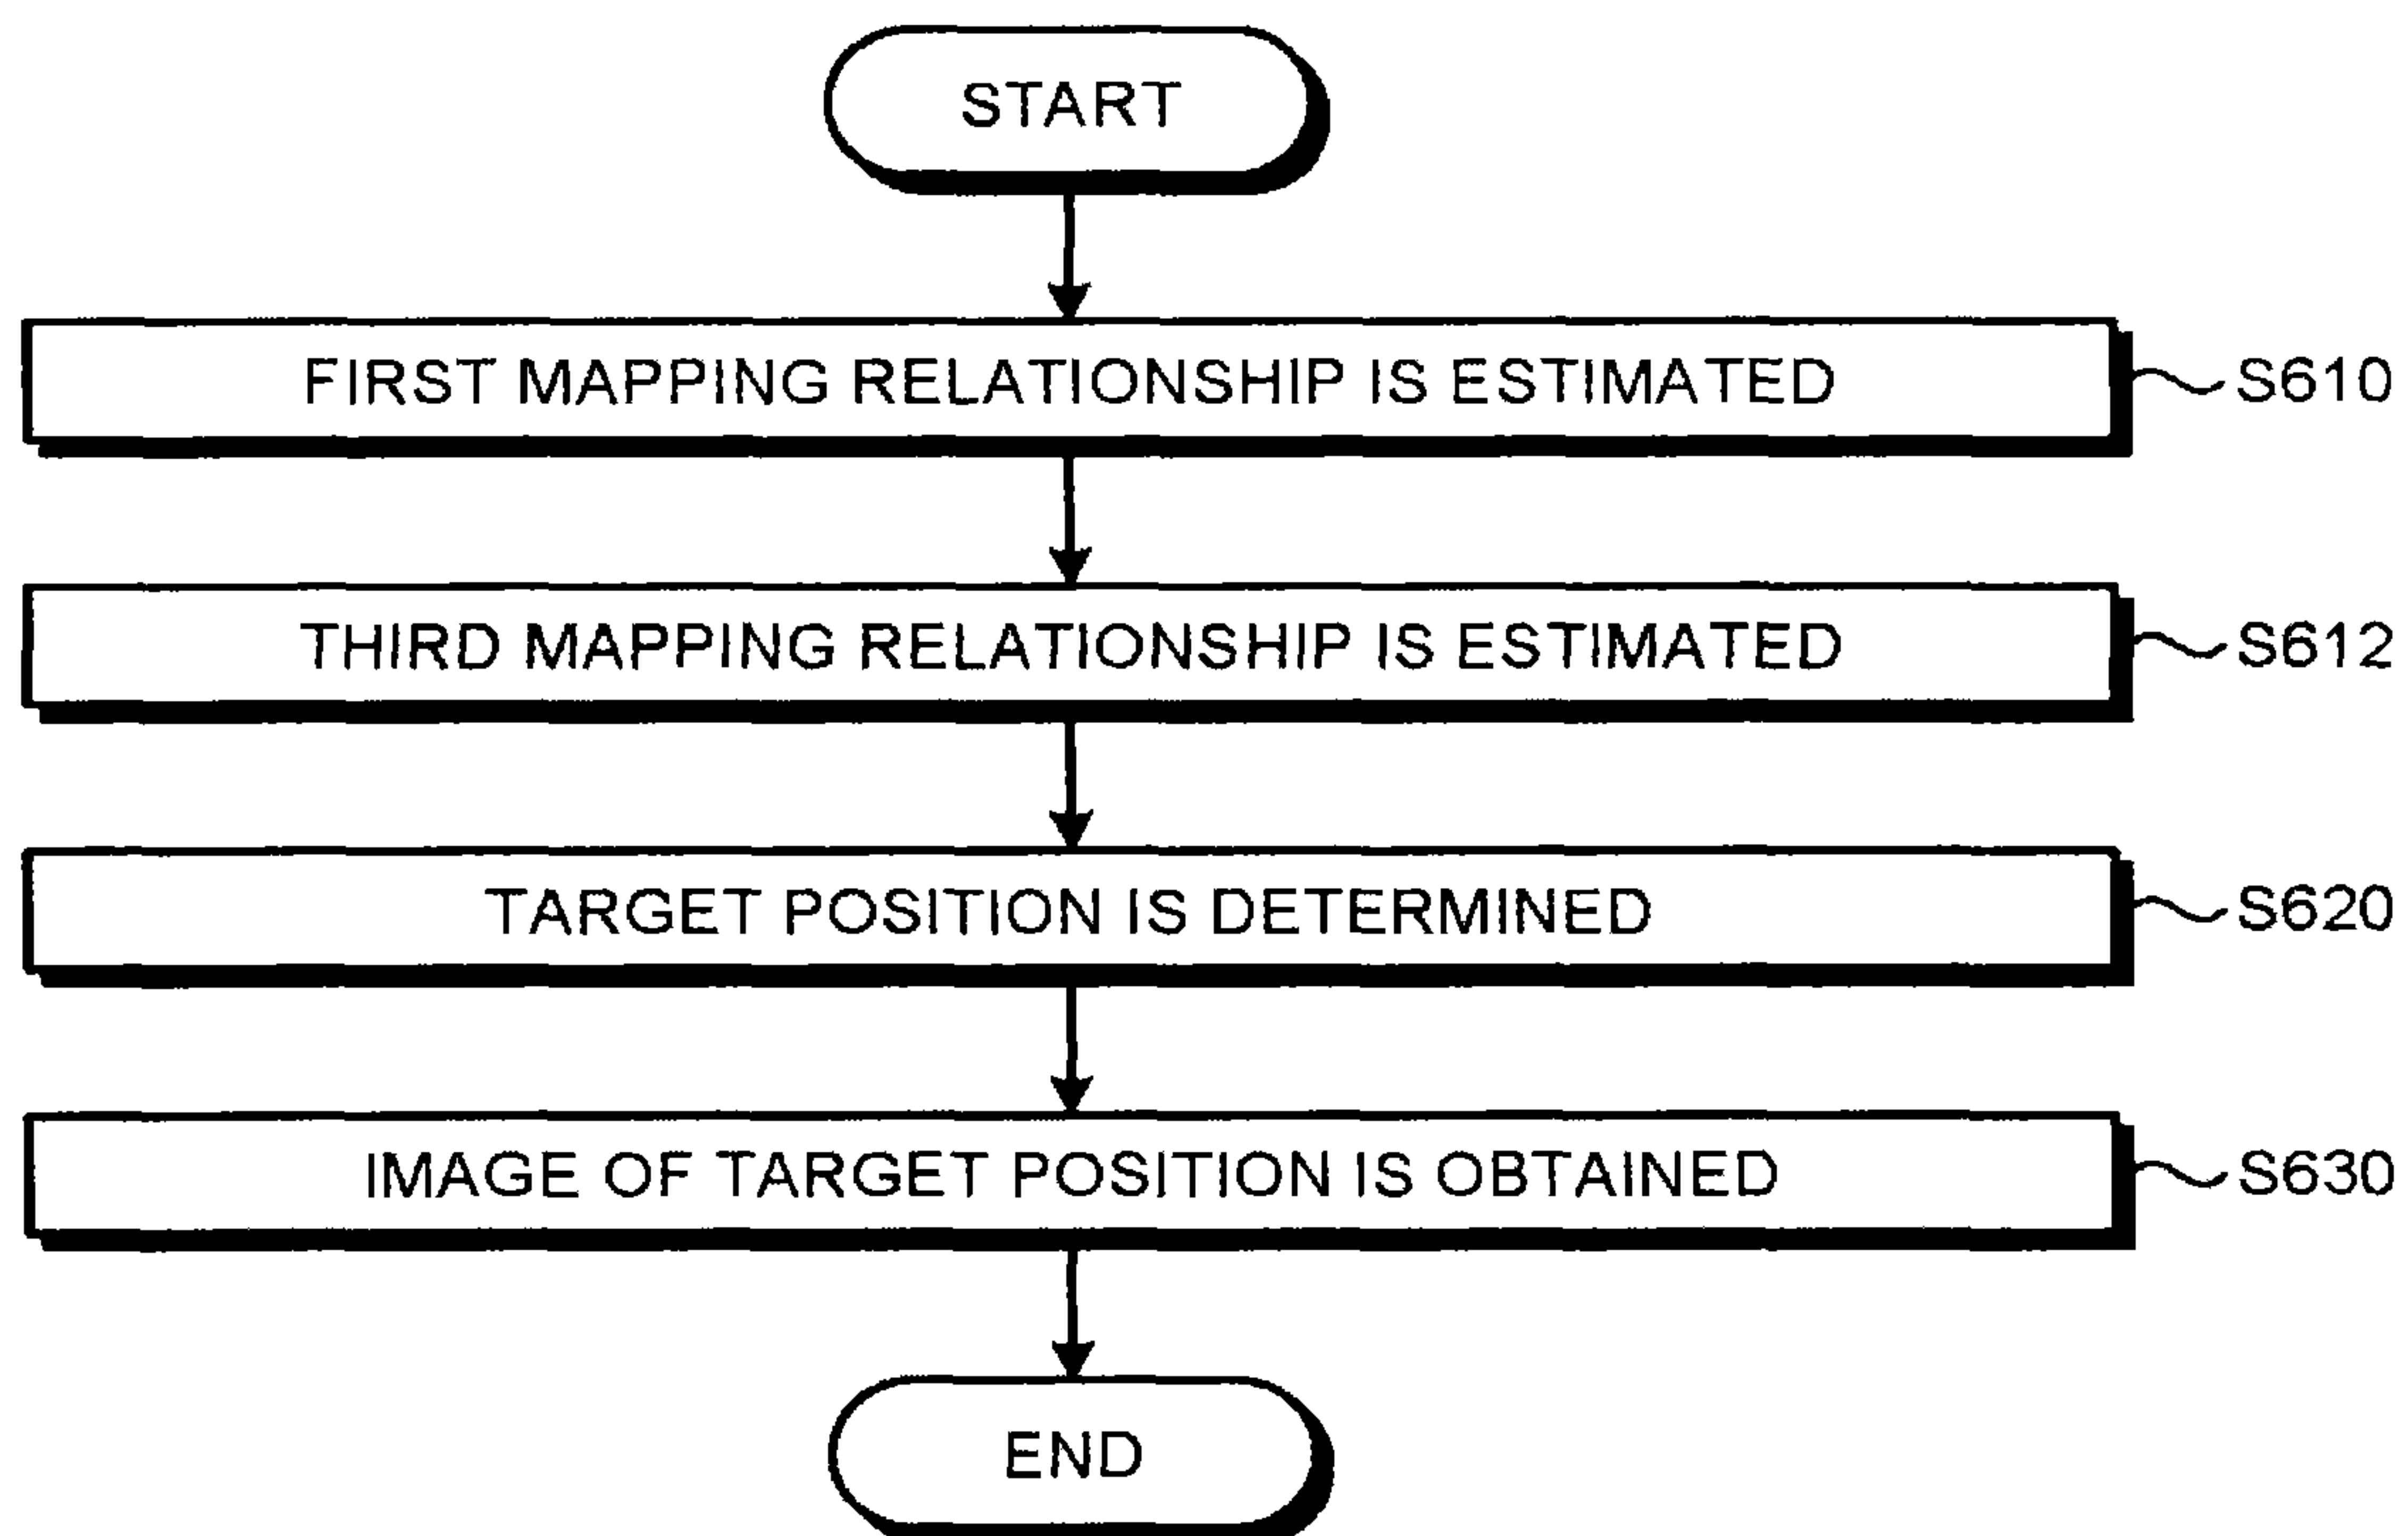 START
FIRST MAPPING RELATIONSHIP IS ESTIMATED S610
THIRD MAPPING RELATIONSHIP IS ESTIMATED S612
TARGET POSITION IS DETERMINED S620
IMAGE OF TARGET POSITION IS OBTAINED S630
END